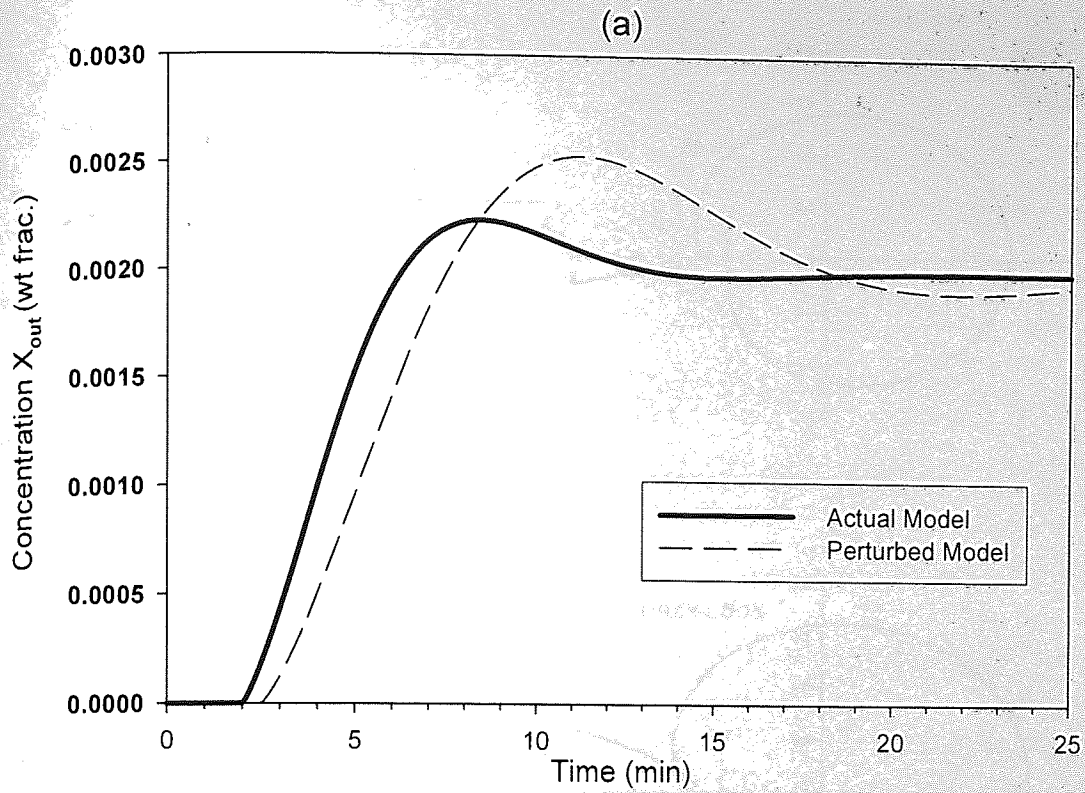 (a)
0.0030
0.0025
0.0020
0.0015
0.0010
0.0005
0.0000
Concentration X_out (wt frac.)
Actual Model
Perturbed Model
0 5 10 15 20 25
Time (min)